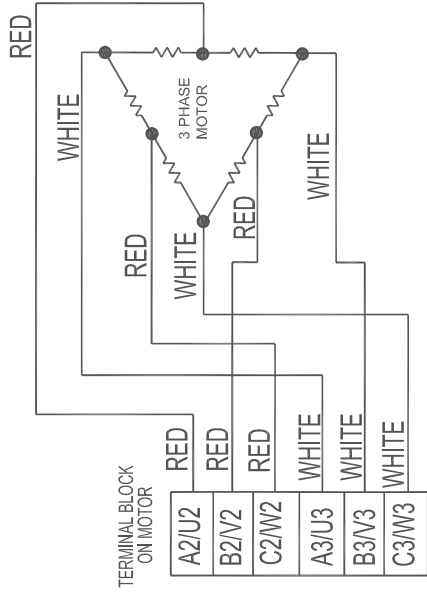 RED
WHITE
3 PHASE
MOTOR
WHITE
RED
RED
WHITE
TERMINAL BLOCK
ON MOTOR
RED
RED
RED
WHITE
WHITE
WHITE
A2/U2
B2/V2
C2/W2
A3/U3
B3/V3
C3/W3